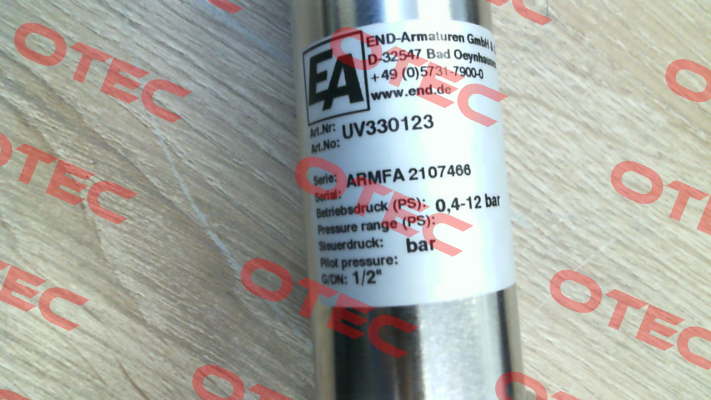 EA
END-Armaturen GmbH &
D-32547 Bad Oeynhausen
+49 (0)5731-7900-0
www.end.de
Art.Nr: UV330123
Art.No:
Serie: ARMFA 2107466
Serial:
Betriebsdruck (PS): 0,4-12 bar
Pressure range (PS):
Steuerdruck: bar
Pilot pressure:
G/DN: 1/2"
OTEC
OTEC
OTEC
OTEC
OTEC
OTEC
OTEC
OTEC
OTEC
OTEC
OTEC